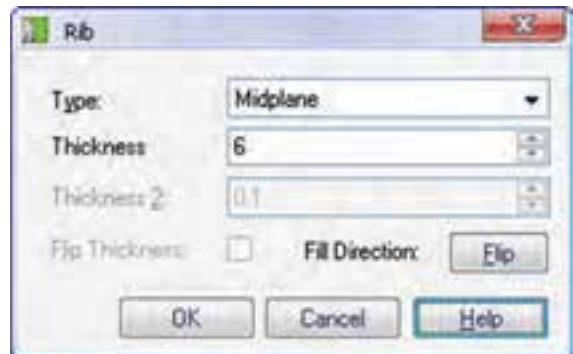 Rib
Type: Midplane
Thickness 6
Thickness 2: 0.1
Flip Thickness: Fill Direction: Flip
OK Cancel Help